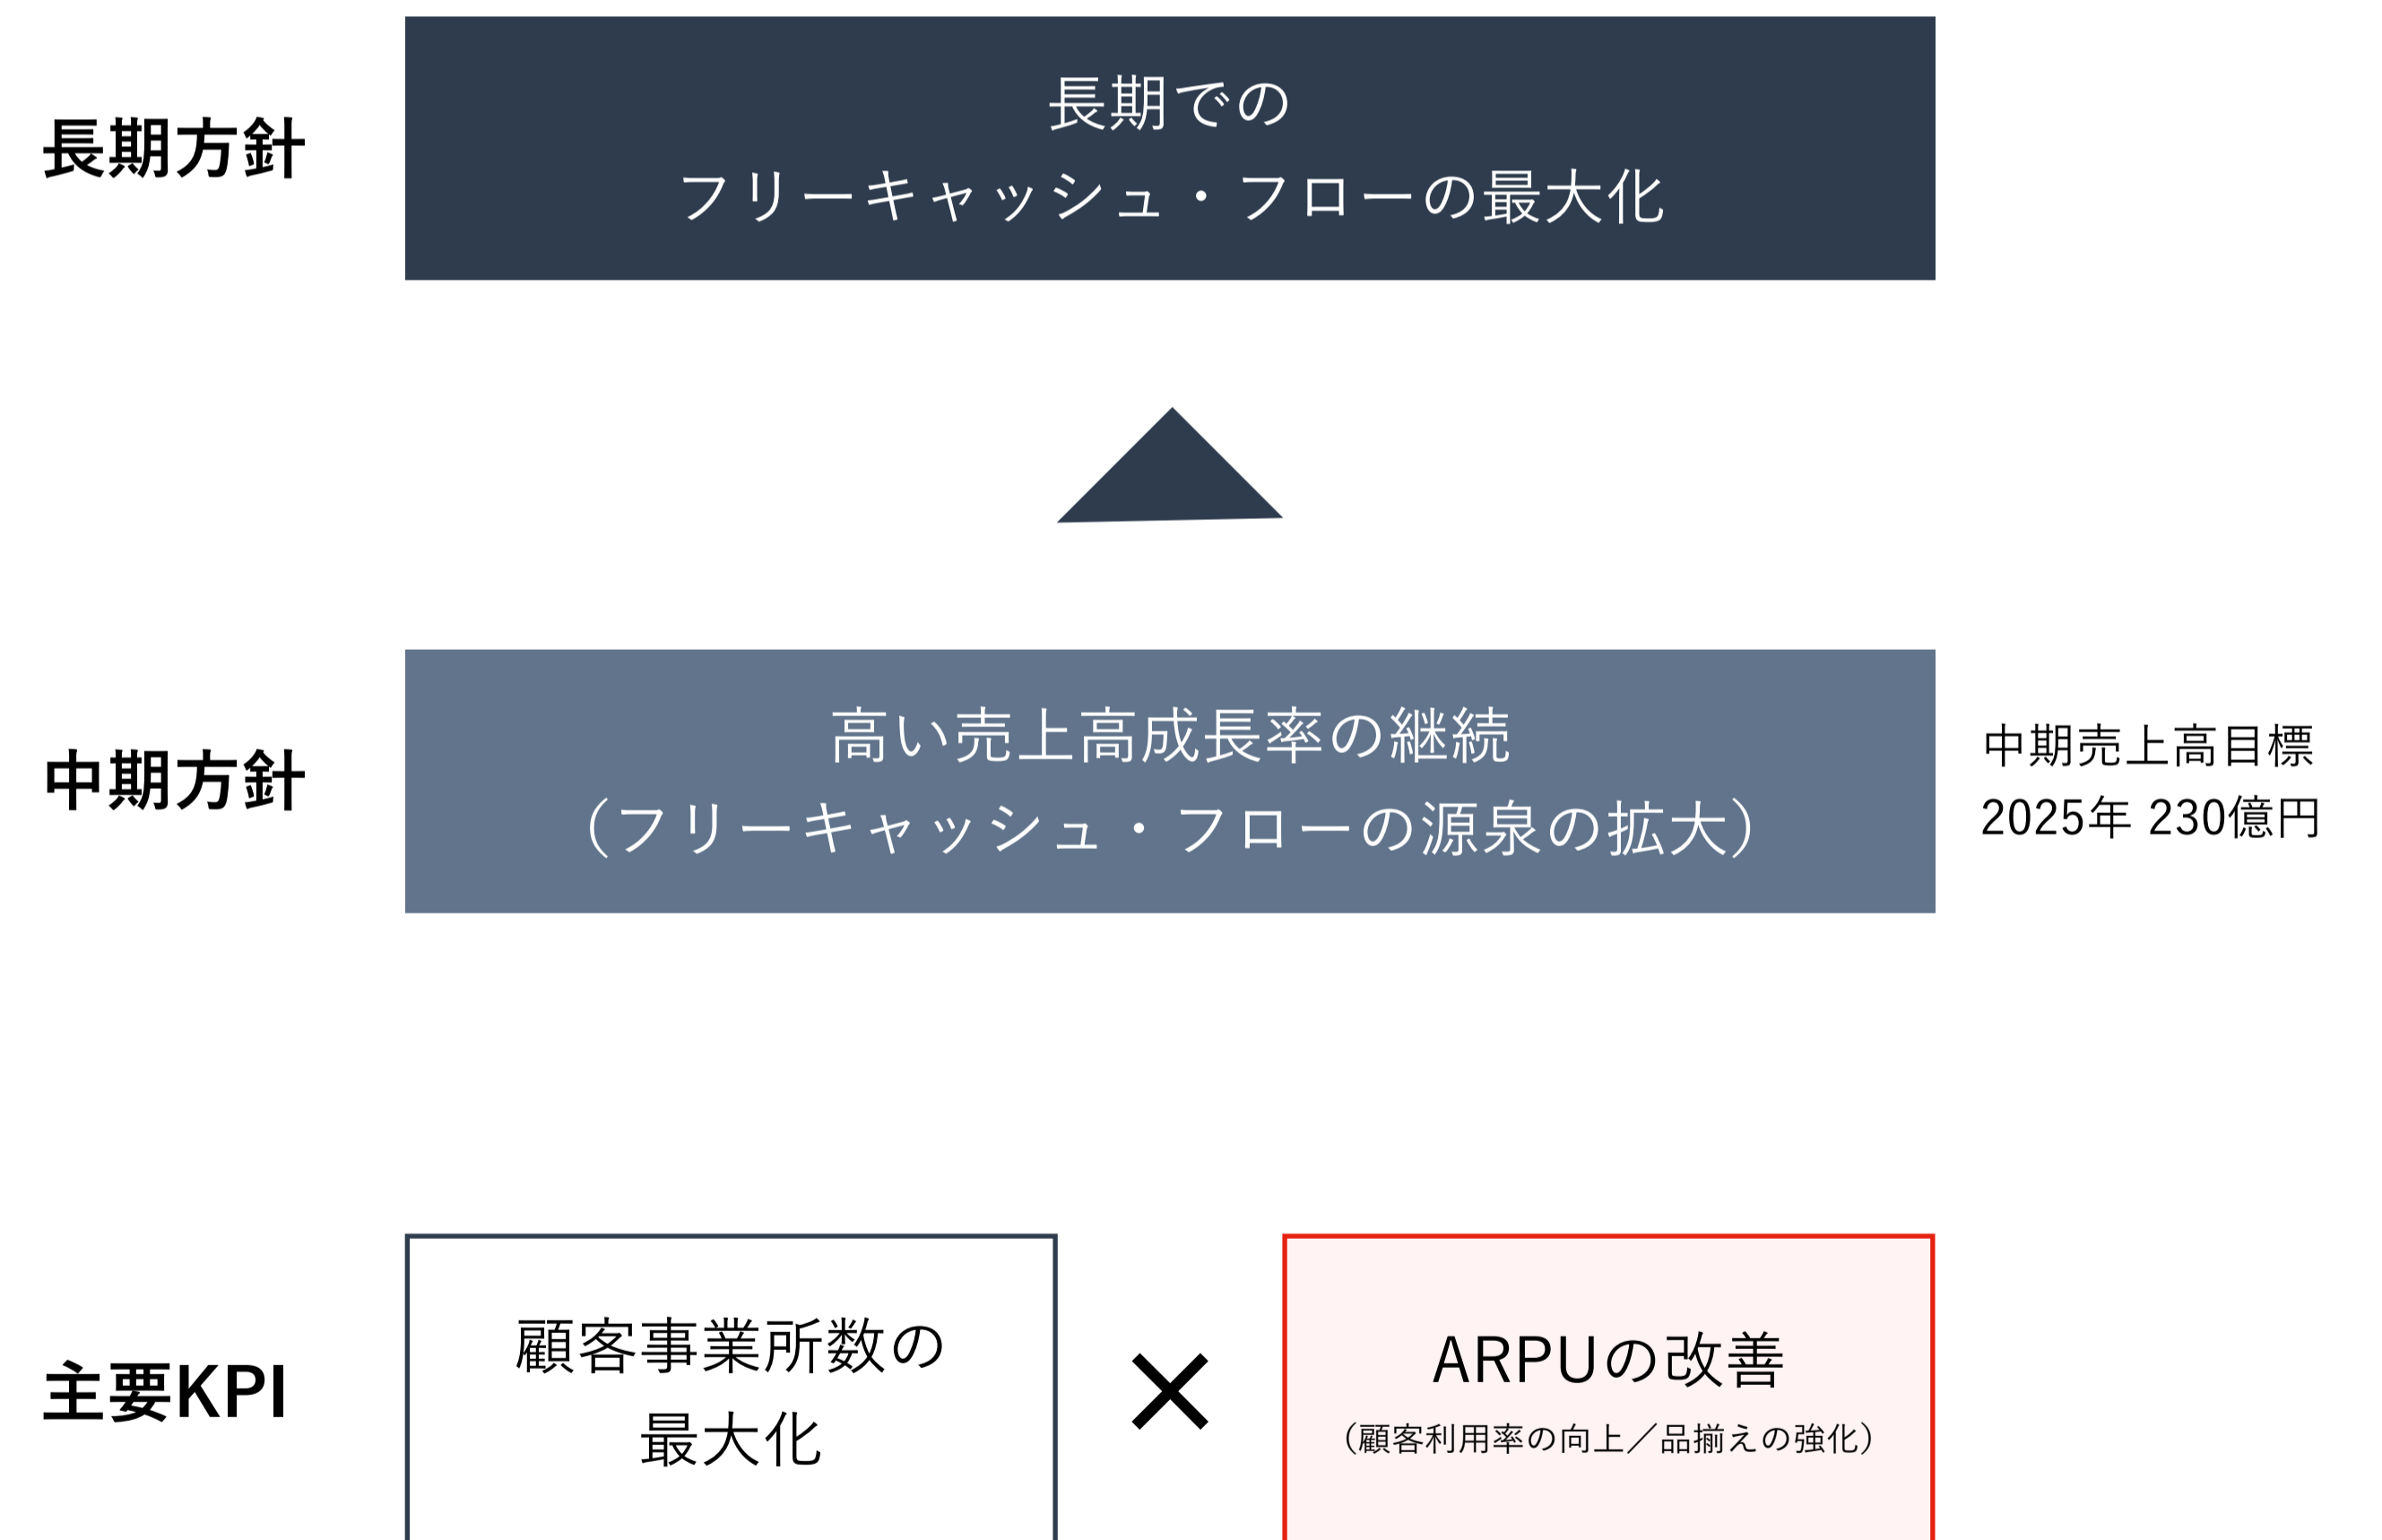 長期方針
長期での
フリーキャッシュ・フローの最大化
中期方針
高い売上高成長率の継続
（フリーキャッシュ・フローの源泉の拡大）
中期売上高目標
2025年 230億円
主要KPI
顧客事業所数の
最大化
×
ARPUの改善
（顧客利用率の向上／品揃えの強化）